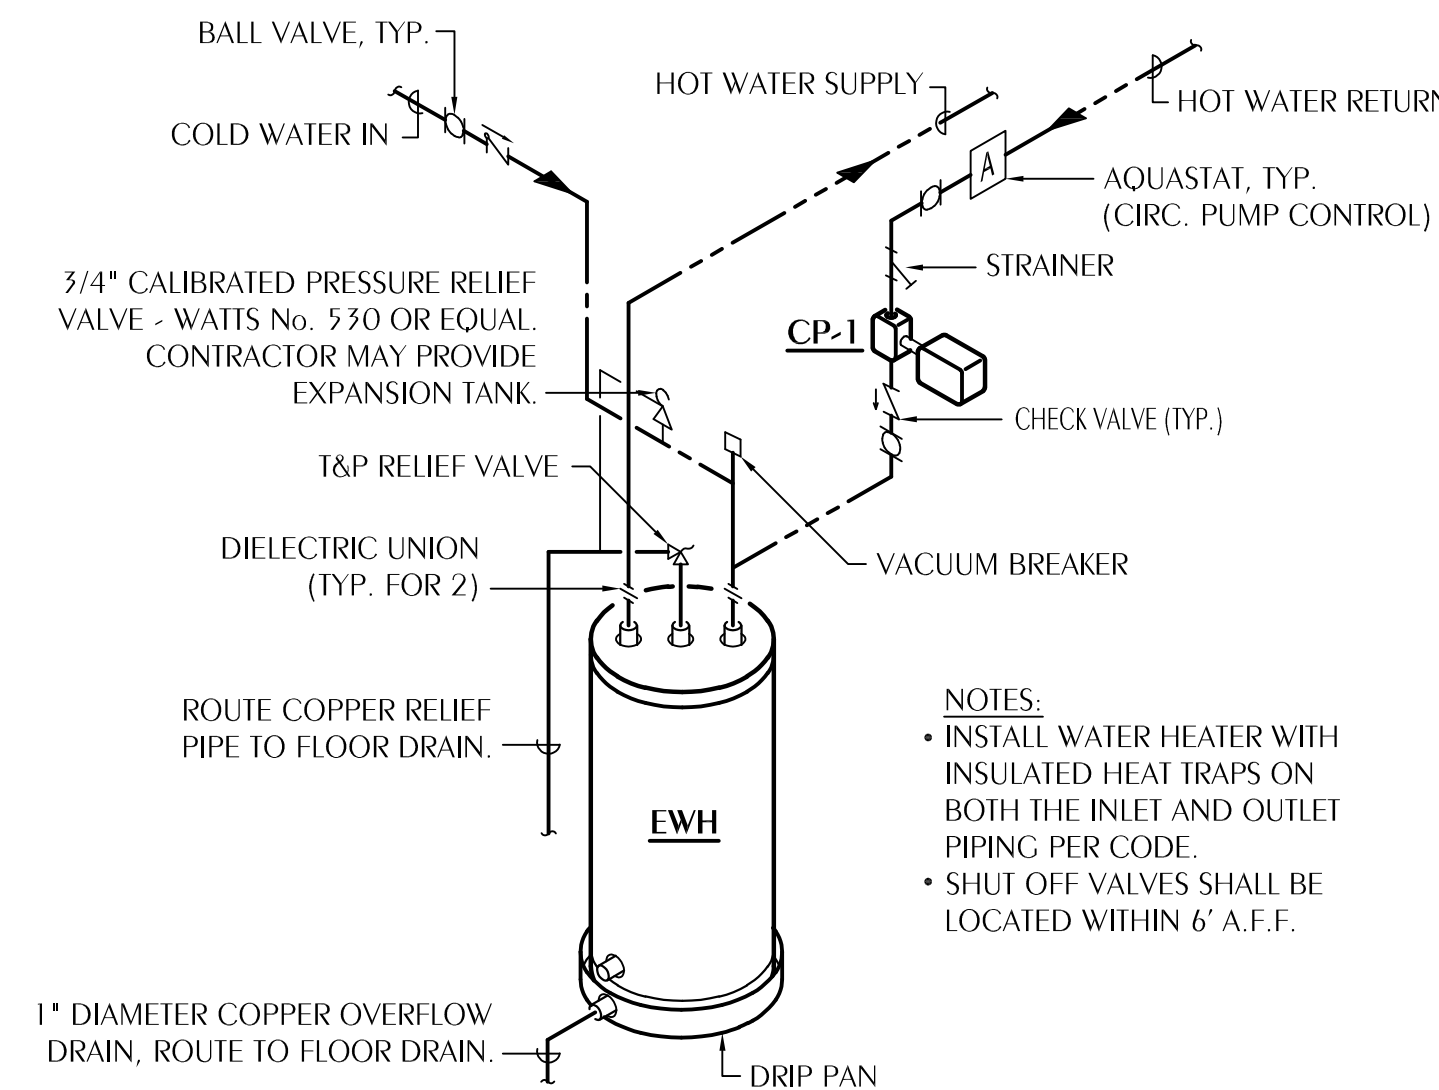 BALL VALVE, TYP.
COLD WATER IN
HOT WATER SUPPLY
HOT WATER RETURN
A
AQUASTAT, TYP.
(CIRC. PUMP CONTROL)
STRAINER
3/4" CALIBRATED PRESSURE RELIEF
VALVE - WATTS No. 530 OR EQUAL.
CONTRACTOR MAY PROVIDE
EXPANSION TANK.
CP-1
CHECK VALVE (TYP.)
T&P RELIEF VALVE
DIELECTRIC UNION
(TYP. FOR 2)
VACUUM BREAKER
ROUTE COPPER RELIEF
PIPE TO FLOOR DRAIN.
EWH
NOTES:
• INSTALL WATER HEATER WITH
INSULATED HEAT TRAPS ON
BOTH THE INLET AND OUTLET
PIPING PER CODE.
• SHUT OFF VALVES SHALL BE
LOCATED WITHIN 6' A.F.F.
1" DIAMETER COPPER OVERFLOW
DRAIN, ROUTE TO FLOOR DRAIN.
DRIP PAN